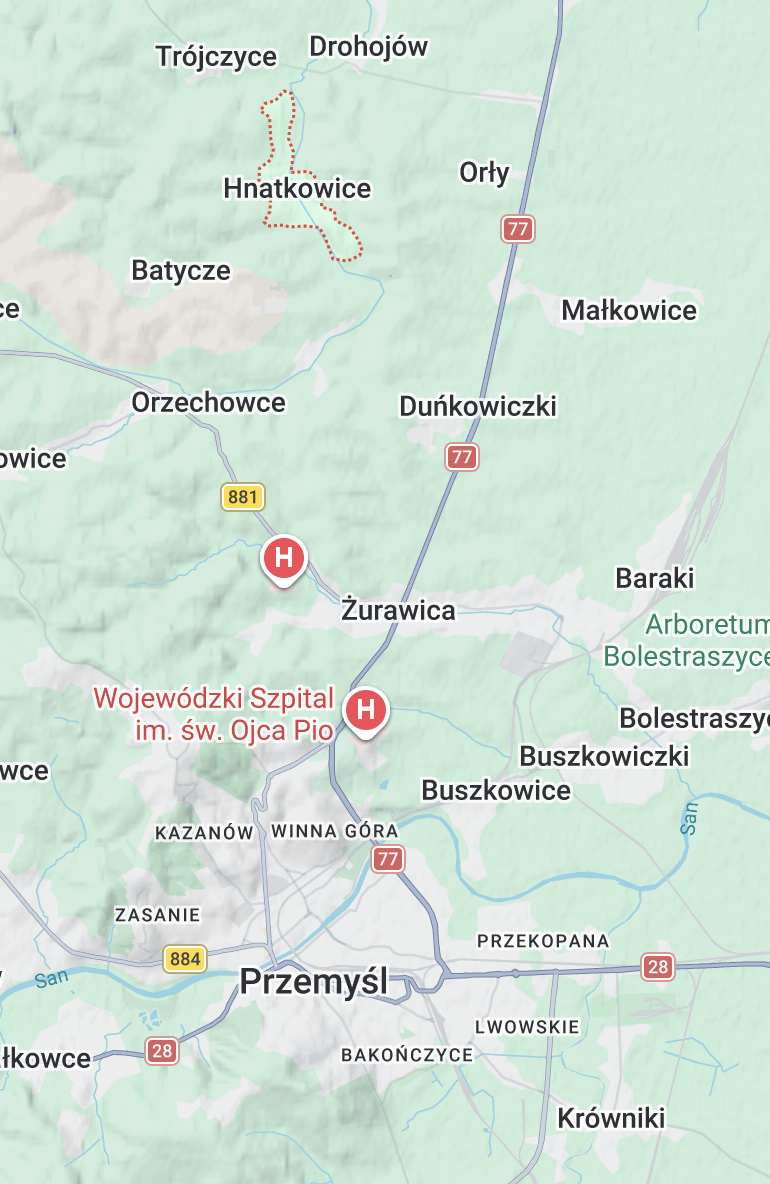 Drohojów
Trójczyce
Orły
Hnatkowice
77
Batycze
ce
Małkowice
Orzechowce
Duńkowiczki
owice
77
881
H
Baraki
Żurawica
Arboretum
Bolestraszyce
Wojewódzki Szpital
im. św. Ojca Pio
H
Bolestraszyc
Buszkowiczki
wce
Buszkowice
San
KAZANÓW
WINNA GÓRA
77
ZASANIE
PRZEKOPANA
884
28
San
Przemyśl
LWOWSKIE
28
ałkowce
BAKOŃCZYCE
Krówniki